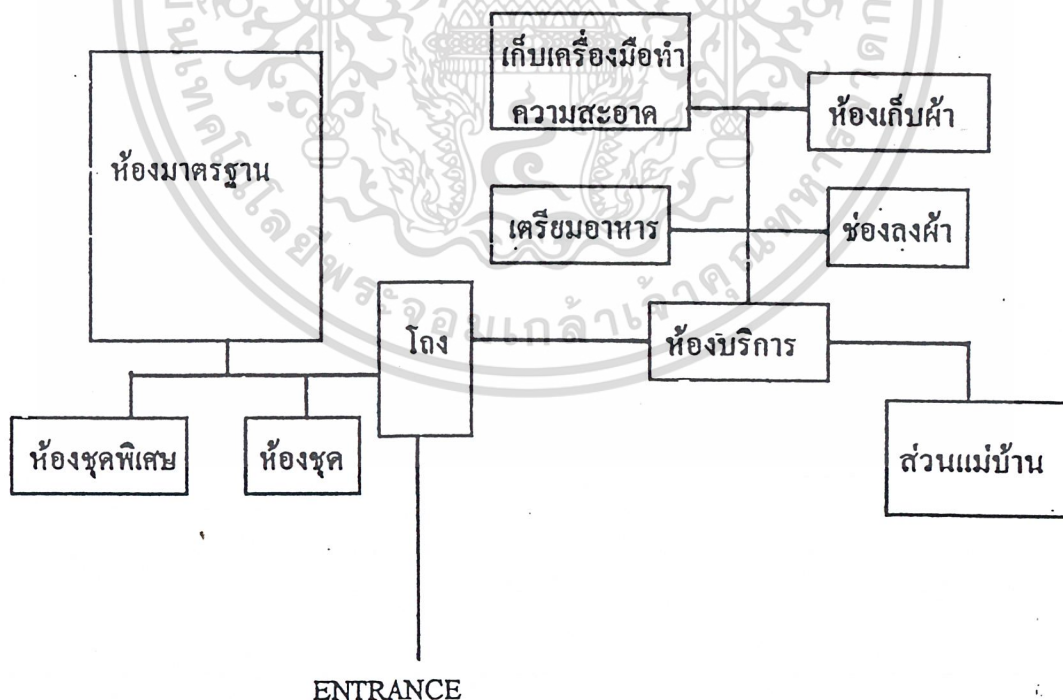 เก็บเครื่องมือทำ
ความสะอาด
ห้องเก็บผ้า
ห้องมาตรฐาน
เตรียมอาหาร
ช่องลงผ้า
โถง
ห้องบริการ
ห้องชุดพิเศษ
ห้องชุด
ส่วนแม่บ้าน
ENTRANCE